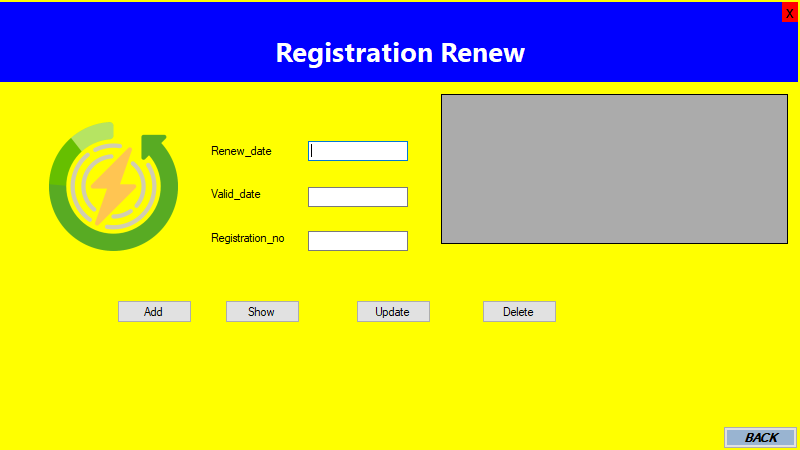 X
Registration Renew
Renew_date
Valid_date
Registration_no
Add Show Update Delete
BACK